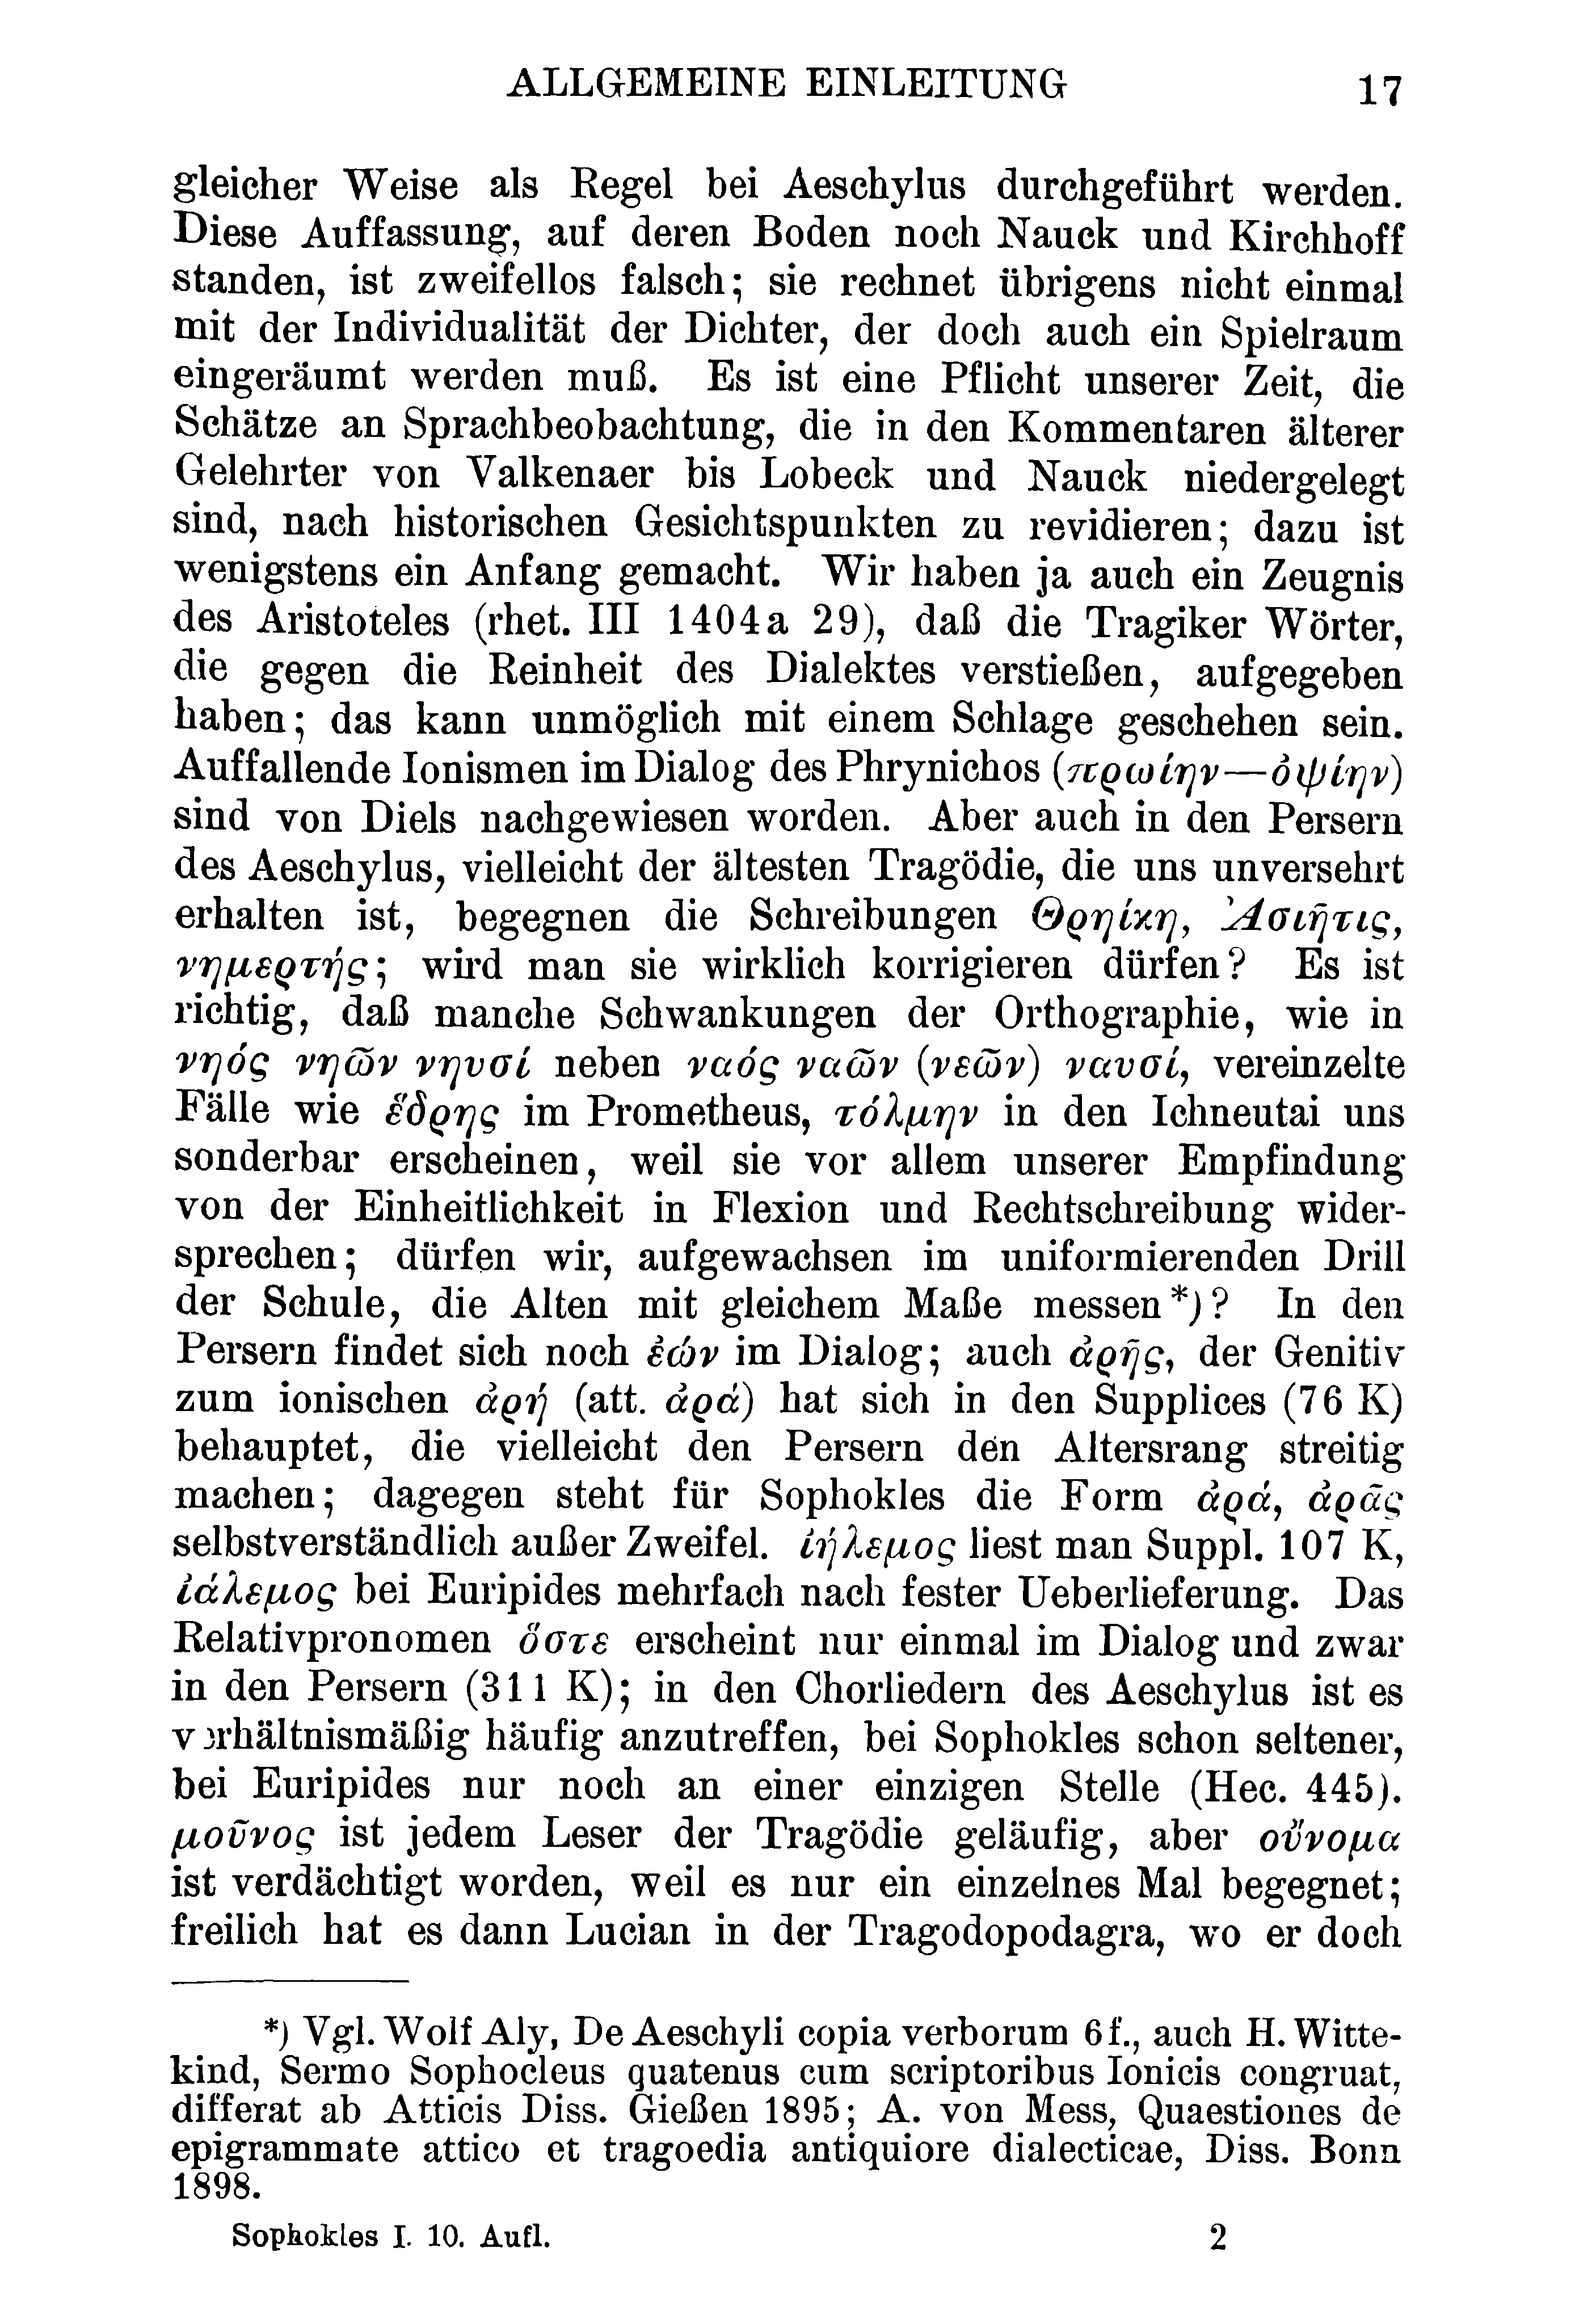 ALLGEMEINE EINLEITUNG 17
gleicher Weise als Regel bei Aeschylus durchgeführt werden.
Diese Auffassung, auf deren Boden noch Nauck und Kirchhoff
standen, ist zweifellos falsch; sie rechnet übrigens nicht einmal
mit der Individualität der Dichter, der doch auch ein Spielraum
eingeräumt werden muß. Es ist eine Pflicht unserer Zeit, die
Schätze an Sprachbeobachtung, die in den Kommentaren älterer
Gelehrter von Valkenaer bis Lobeck und Nauck niedergelegt
sind, nach historischen Gesichtspunkten zu revidieren; dazu ist
wenigstens ein Anfang gemacht. Wir haben ja auch ein Zeugnis
des Aristoteles (rhet. III 1404a 29), daß die Tragiker Wörter,
die gegen die Reinheit des Dialektes verstießen, aufgegeben
haben; das kann unmöglich mit einem Schlage geschehen sein.
Auffallende Ionismen im Dialog des Phrynichos (πρωίην—ὀψίην)
sind von Diels nachgewiesen worden. Aber auch in den Persern
des Aeschylus, vielleicht der ältesten Tragödie, die uns unversehrt
erhalten ist, begegnen die Schreibungen Θρηίκη, Ἀσιῆτις,
νημερτής; wird man sie wirklich korrigieren dürfen? Es ist
richtig, daß manche Schwankungen der Orthographie, wie in
νηός νηῶν νηυσί neben ναός ναῶν (νεῶν) ναυσί, vereinzelte
Fälle wie ἕδρης im Prometheus, τόλμην in den Ichneutai uns
sonderbar erscheinen, weil sie vor allem unserer Empfindung
von der Einheitlichkeit in Flexion und Rechtschreibung wider-
sprechen; dürfen wir, aufgewachsen im uniformierenden Drill
der Schule, die Alten mit gleichem Maße messen*)? In den
Persern findet sich noch ἐών im Dialog; auch ἀρῆς, der Genitiv
zum ionischen ἀρή (att. ἀρά) hat sich in den Supplices (76 K)
behauptet, die vielleicht den Persern den Altersrang streitig
machen; dagegen steht für Sophokles die Form ἀρά, ἀρᾶς
selbstverständlich außer Zweifel. ἰήλεμος liest man Suppl. 107 K,
ἰάλεμος bei Euripides mehrfach nach fester Ueberlieferung. Das
Relativpronomen ὅστε erscheint nur einmal im Dialog und zwar
in den Persern (311 K); in den Chorliedern des Aeschylus ist es
verhältnismäßig häufig anzutreffen, bei Sophokles schon seltener,
bei Euripides nur noch an einer einzigen Stelle (Hec. 445).
μοῦνος ist jedem Leser der Tragödie geläufig, aber οὔνομα
ist verdächtigt worden, weil es nur ein einzelnes Mal begegnet;
freilich hat es dann Lucian in der Tragodopodagra, wo er doch
*) Vgl. Wolf Aly, De Aeschyli copia verborum 6f., auch H. Witte-
kind, Sermo Sophocleus quatenus cum scriptoribus Ionicis congruat,
differat ab Atticis Diss. Gießen 1895; A. von Mess, Quaestiones de
epigrammate attico et tragoedia antiquiore dialecticae, Diss. Bonn
1898.
Sophokles I. 10. Aufl. 2